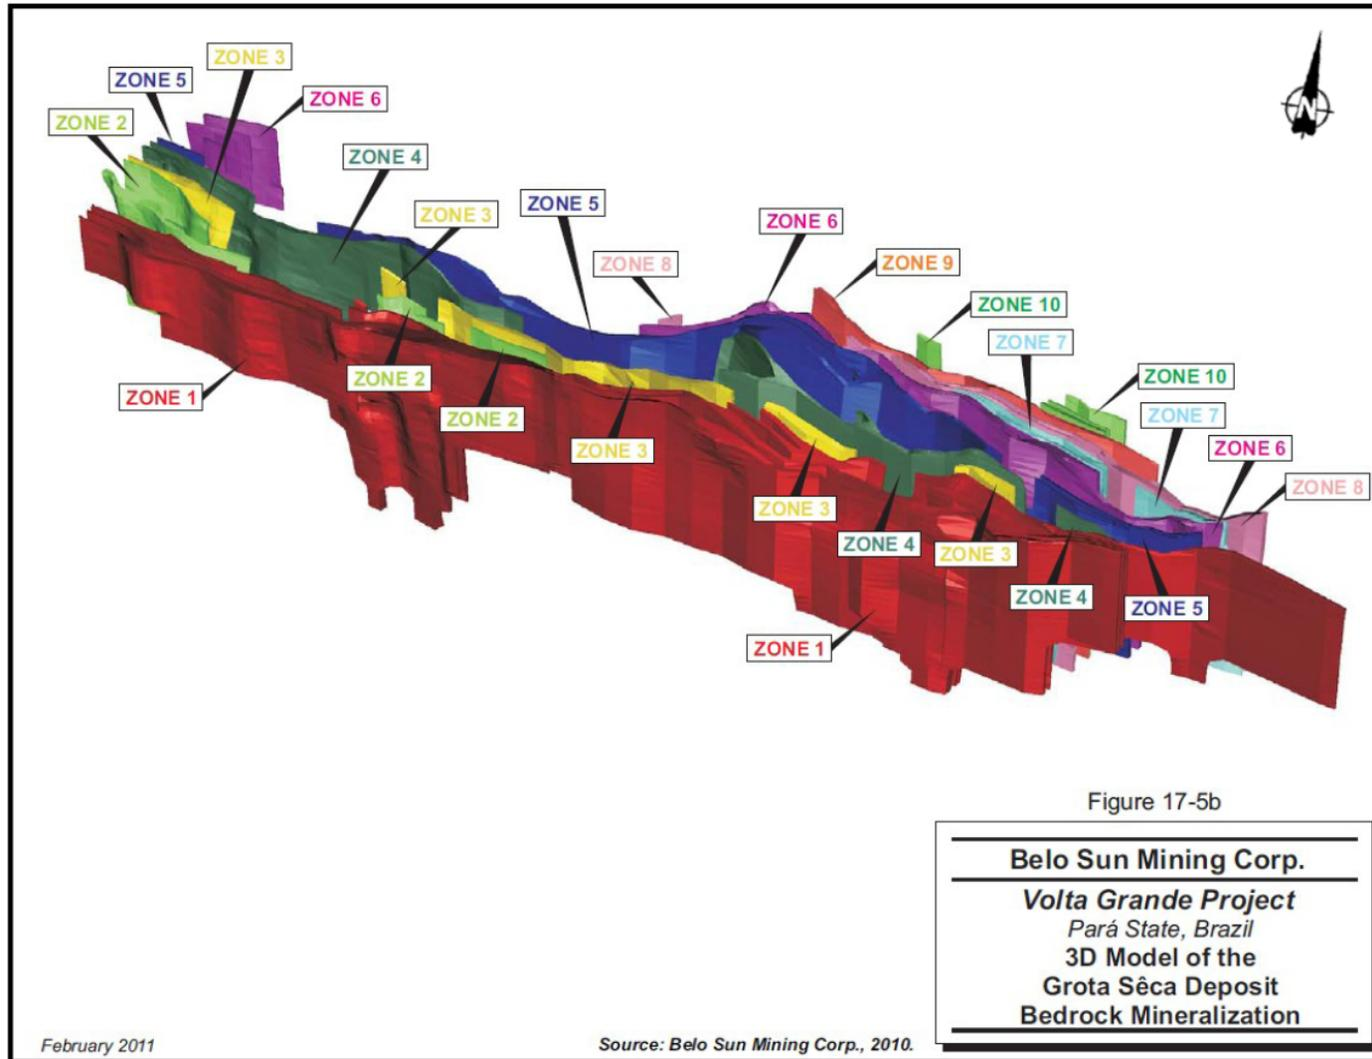 ZONE 3
ZONE 5
ZONE 6
ZONE 2
ZONE 4
ZONE 3
ZONE 5
ZONE 6
ZONE 8
ZONE 9
N
ZONE 10
ZONE 7
ZONE 10
ZONE 7
ZONE 6
ZONE 8
ZONE 1
ZONE 2
ZONE 2
ZONE 3
ZONE 3
ZONE 4
ZONE 3
ZONE 4
ZONE 5
ZONE 1
Figure 17-5b
Belo Sun Mining Corp.
Volta Grande Project
Pará State, Brazil
3D Model of the
Grota Sêca Deposit
Bedrock Mineralization
February 2011
Source: Belo Sun Mining Corp., 2010.